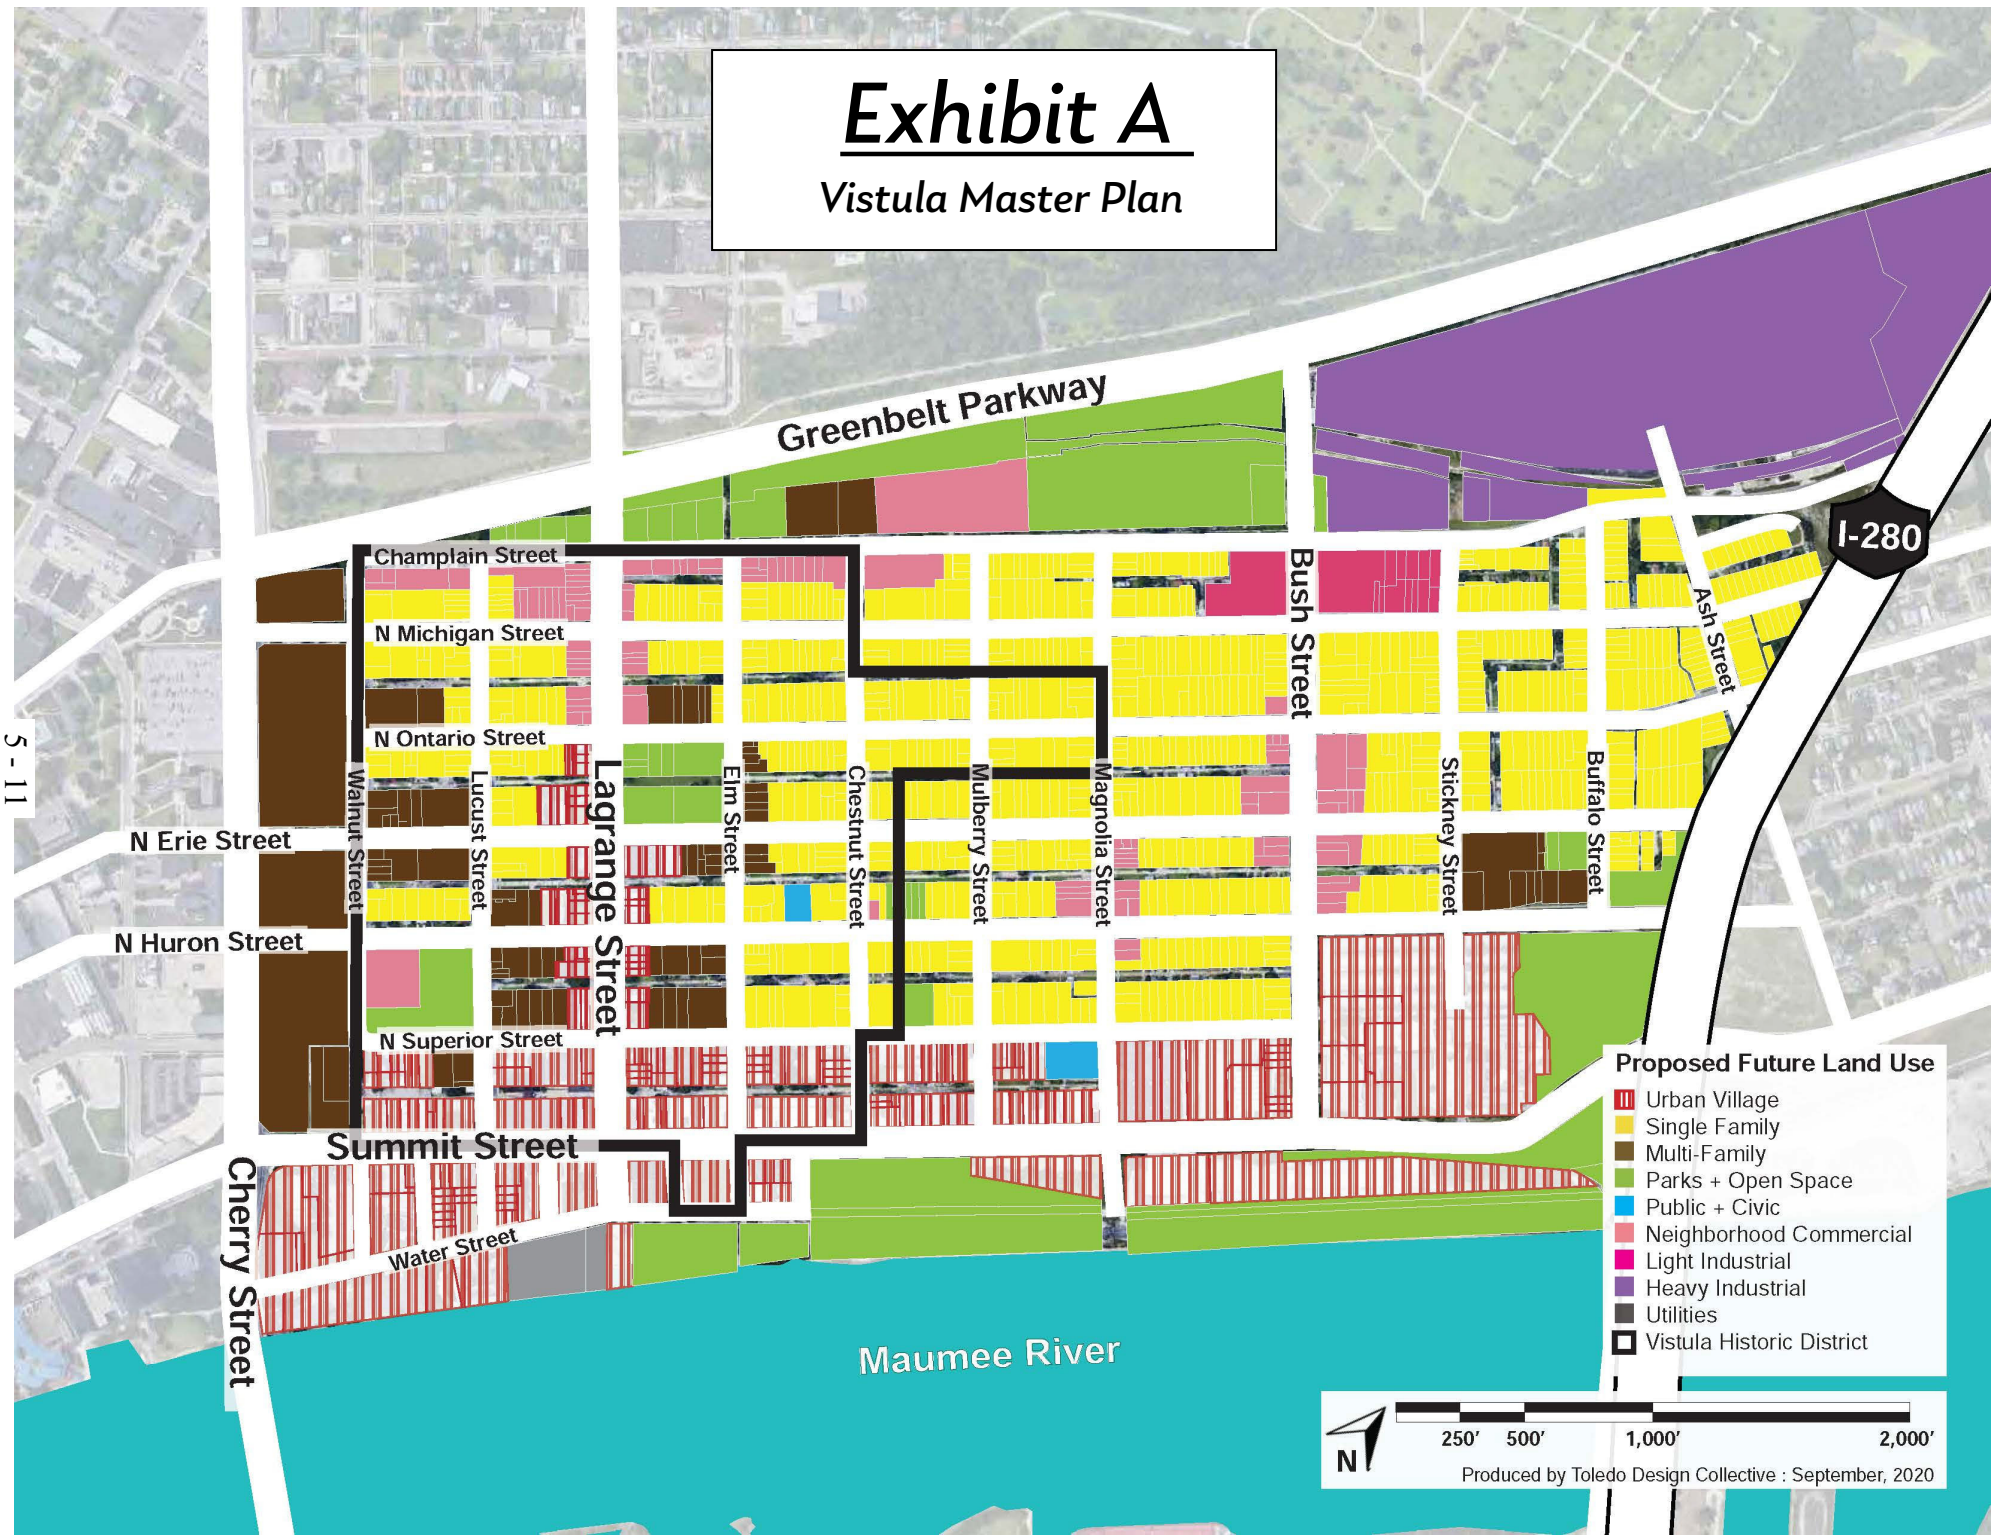 Exhibit A
Vistula Master Plan
Greenbelt Parkway
I-280
Champlain Street
N Michigan Street
N Ontario Street
N Erie Street
N Huron Street
N Superior Street
Summit Street
Water Street
Cherry Street
Walnut Street
Lucust Street
Lagrange Street
Elm Street
Chestnut Street
Mulberry Street
Magnolia Street
Bush Street
Stickney Street
Buffalo Street
Ash Street
5 - 11
Maumee River
Proposed Future Land Use
Urban Village
Single Family
Multi-Family
Parks + Open Space
Public + Civic
Neighborhood Commercial
Light Industrial
Heavy Industrial
Utilities
Vistula Historic District
N
250' 500' 1,000' 2,000'
Produced by Toledo Design Collective : September, 2020